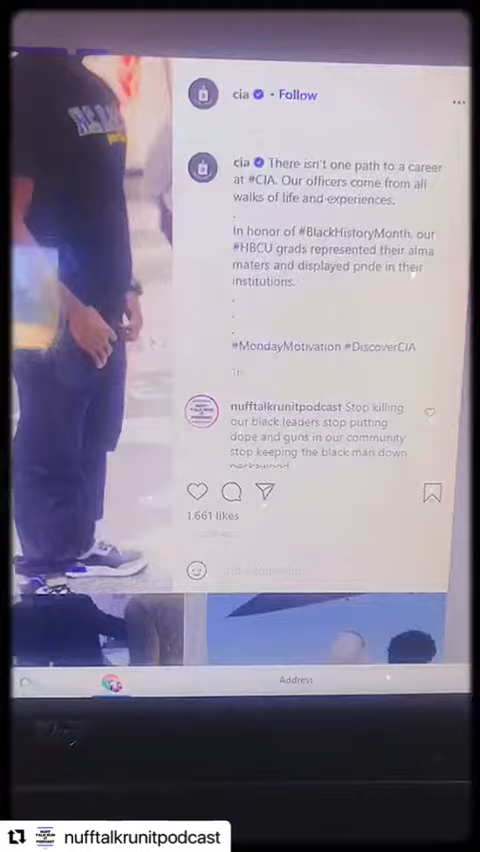 cia • Follow
cia There isn't one path to a career
at #CIA. Our officers come from all
walks of life and experiences.
.
In honor of #BlackHistoryMonth, our
#HBCU grads represented their alma
maters and displayed pride in their
institutions.
.
.
.
#MondayMotivation #DiscoverCIA
1h
nufftalkrunitpodcast Stop killing
our black leaders stop putting
dope and guns in our community
stop keeping the black man down
1,661 likes
Address
nufftalkrunitpodcast